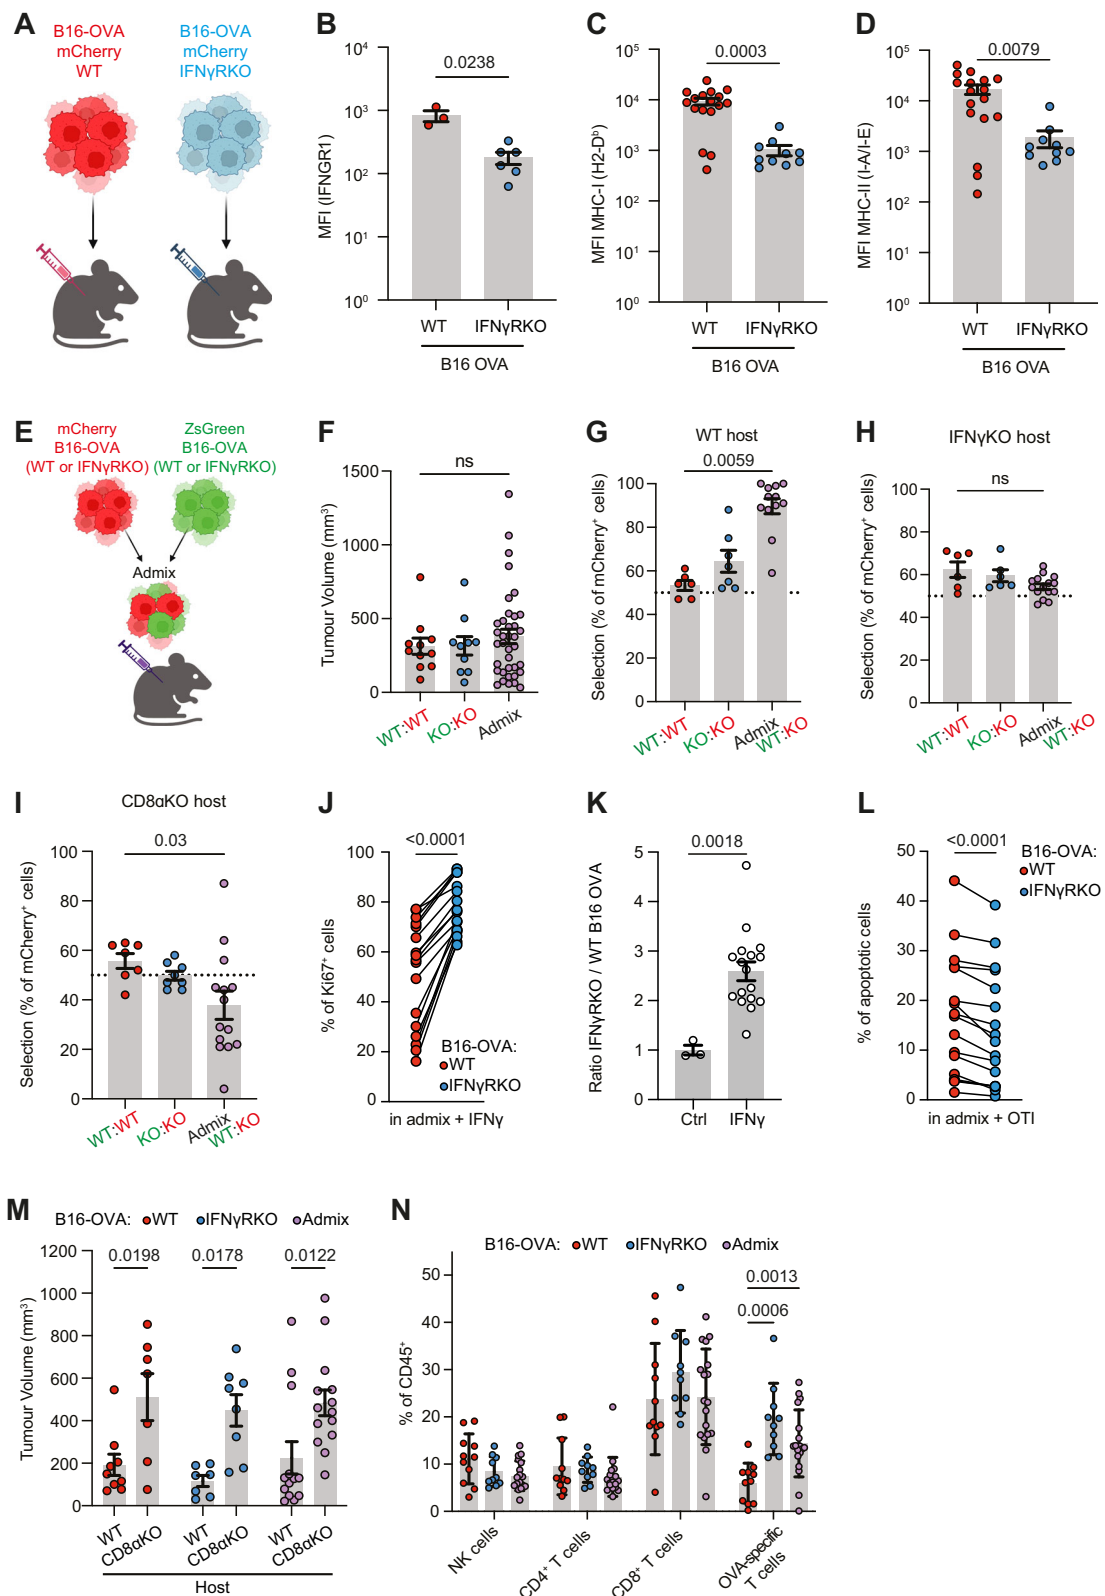 A
B16-OVA
mCherry
WT
B16-OVA
mCherry
IFNγRKO
B
MFI (IFNGR1)
10⁴
10³
10²
10¹
10⁰
0.0238
WT
IFNγRKO
B16 OVA
C
MFI MHC-I (H2-Dᵇ)
10⁵
10⁴
10³
10²
10¹
10⁰
0.0003
WT
IFNγRKO
B16 OVA
D
MFI MHC-II (I-A/I-E)
10⁵
10⁴
10³
10²
10¹
10⁰
0.0079
WT
IFNγRKO
B16 OVA
E
mCherry
B16-OVA
(WT or IFNγRKO)
ZsGreen
B16-OVA
(WT or IFNγRKO)
Admix
F
Tumour Volume (mm³)
1500
1000
500
0
ns
WT:WT
KO:KO
Admix
G
WT host
Selection (% of mCherry⁺ cells)
100
80
60
40
20
0
0.0059
WT:WT
KO:KO
Admix
WT:KO
H
IFNγKO host
Selection (% of mCherry⁺ cells)
100
80
60
40
20
0
ns
WT:WT
KO:KO
Admix
WT:KO
I
CD8αKO host
Selection (% of mCherry⁺ cells)
100
80
60
40
20
0
0.03
WT:WT
KO:KO
Admix
WT:KO
J
% of Ki67⁺ cells
100
80
60
40
20
0
<0.0001
B16-OVA:
WT
IFNγRKO
in admix + IFNγ
K
Ratio IFNγRKO / WT B16 OVA
5
4
3
2
1
0
0.0018
Ctrl
IFNγ
L
% of apoptotic cells
50
40
30
20
10
0
<0.0001
B16-OVA:
WT
IFNγRKO
in admix + OTI
M
B16-OVA: WT IFNγRKO Admix
Tumour Volume (mm³)
1200
1000
800
600
400
200
0
0.0198
0.0178
0.0122
WT
CD8αKO
WT
CD8αKO
WT
CD8αKO
Host
N
B16-OVA: WT IFNγRKO Admix
% of CD45⁺
50
40
30
20
10
0
0.0013
0.0006
NK cells
CD4⁺ T cells
CD8⁺ T cells
OVA-specific
T cells